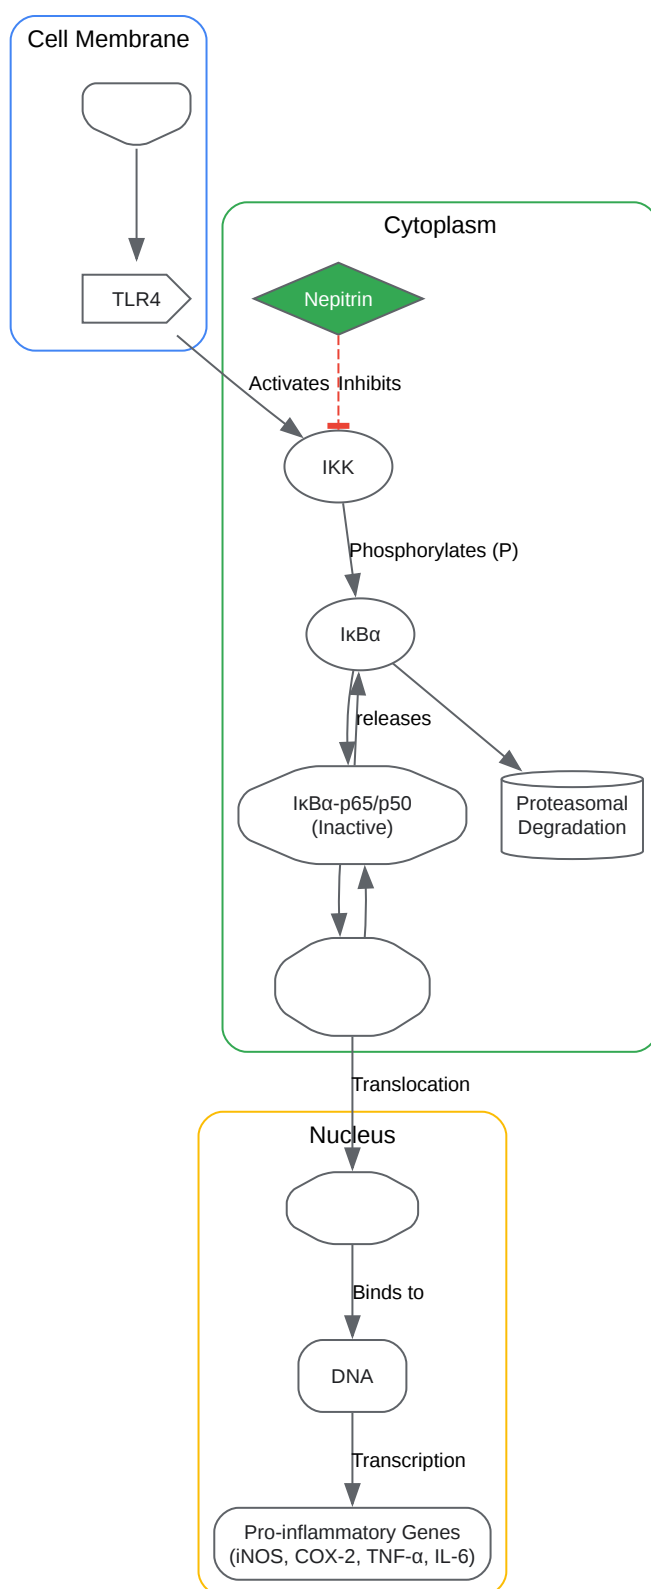 Cell Membrane
TLR4
Cytoplasm
Nepitrin
Activates
Inhibits
IKK
Phosphorylates (P)
IκBα
releases
IκBα-p65/p50
(Inactive)
Proteasomal
Degradation
Translocation
Nucleus
Binds to
DNA
Transcription
Pro-inflammatory Genes
(iNOS, COX-2, TNF-α, IL-6)